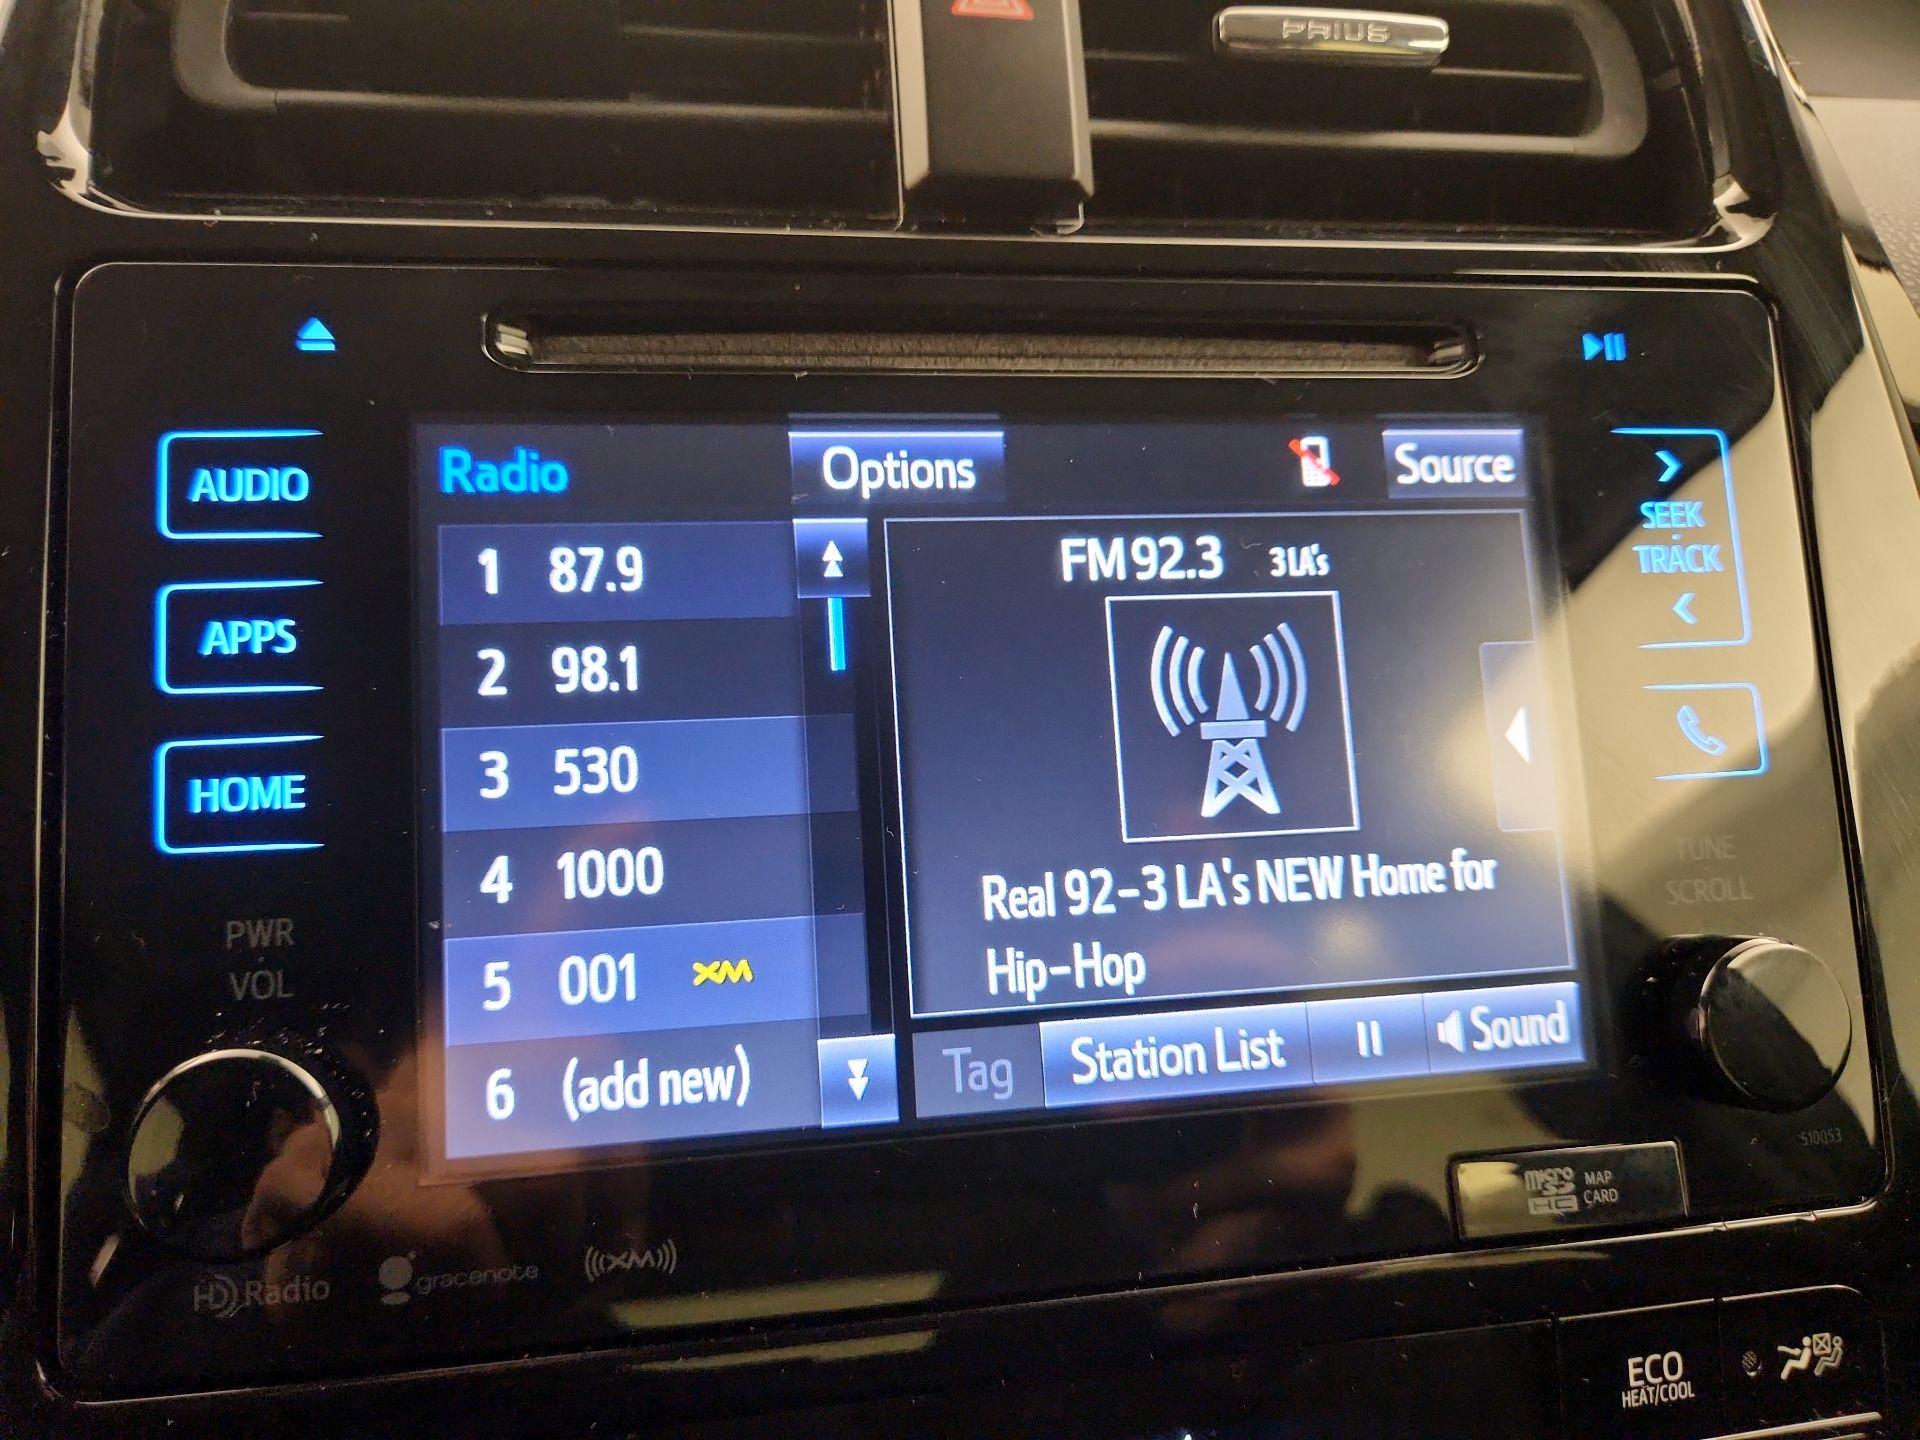 PRIUS
AUDIO
APPS
HOME
PWR
VOL
Radio
Options
Source
1 87.9
2 98.1
3 530
4 1000
5 001 XM
6 (add new)
FM 92.3 3 LA's
Real 92-3 LA's NEW Home for
Hip-Hop
Tag
Station List
Sound
SEEK
TRACK
TUNE
SCROLL
S10053
micro SD HC
MAP
CARD
HD Radio
gracenote
((XM))
ECO
HEAT/COOL